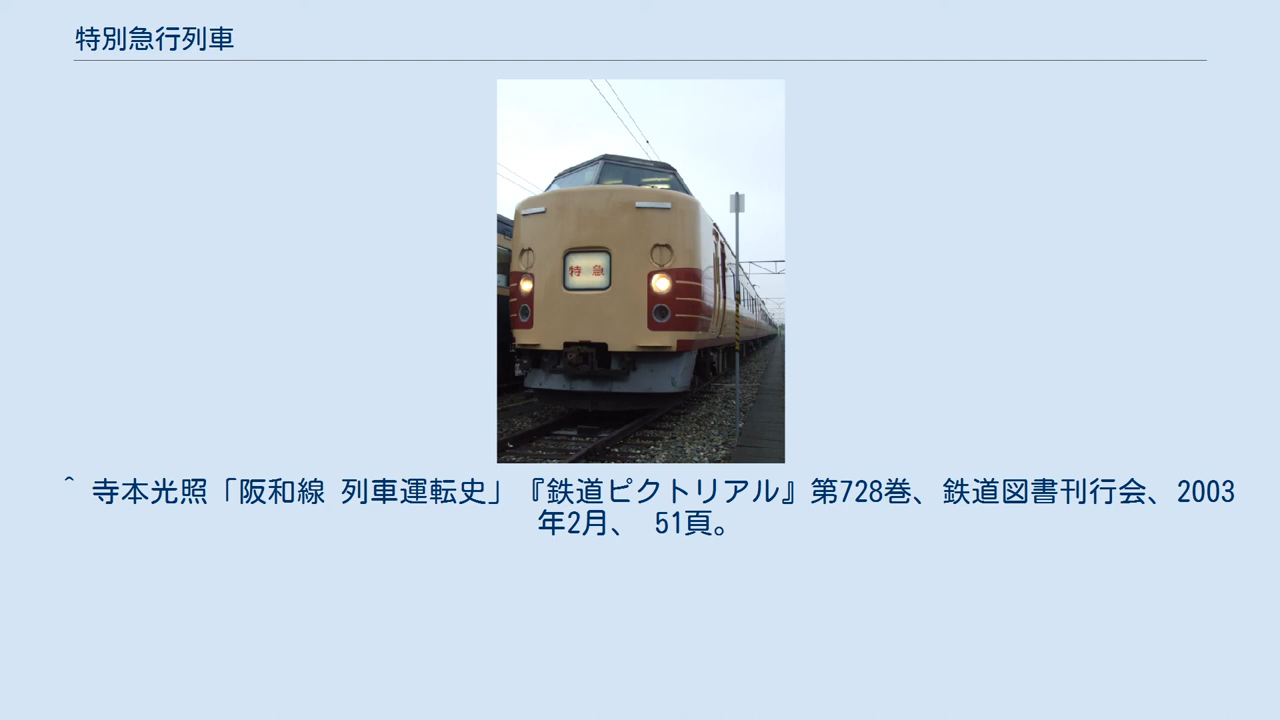 特別急行列車
特急
^ 寺本光照「阪和線 列車運転史」『鉄道ピクトリアル』第728巻、鉄道図書刊行会、2003
年2月、 51頁。